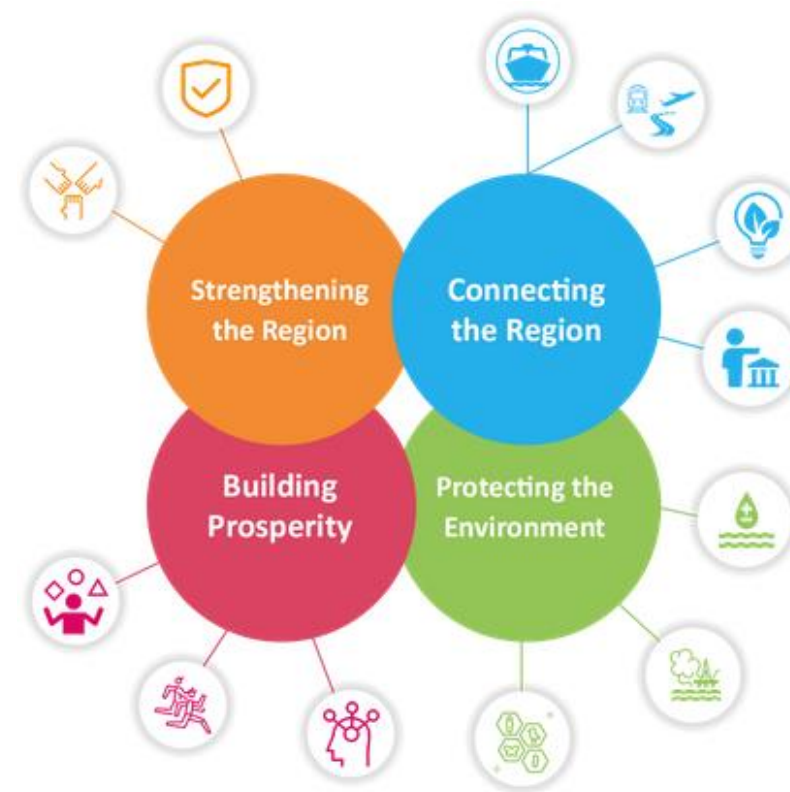 Strengthening
the Region
Connecting
the Region
Building
Prosperity
Protecting the
Environment